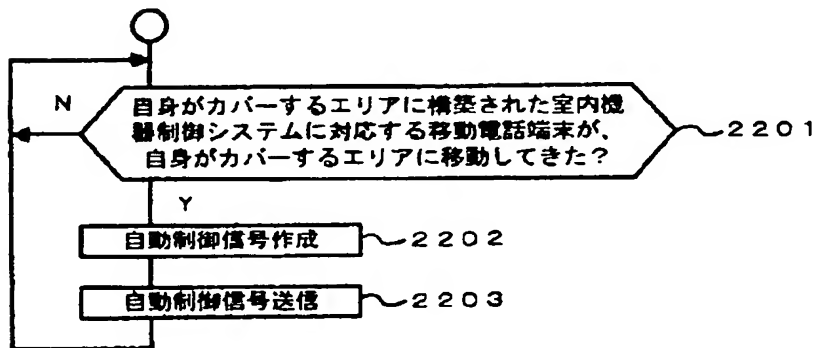 自身がカバーするエリアに構築された室内機
N
器制御システムに対応する移動電話端末が、
2201
自身がカバーするエリアに移動してきた?
Y
自動制御信号作成
2202
自動制御信号送信
2203